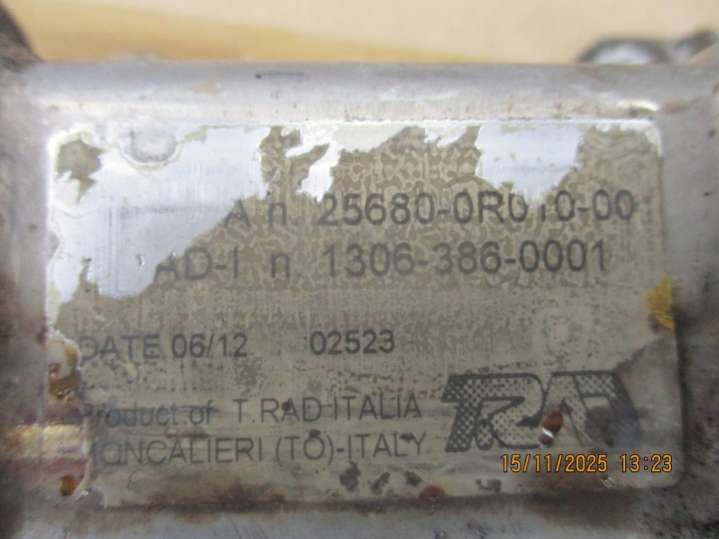 A n. 25680-0R010-00
AD-I n. 1306-386-0001
DATE 06/12 02523
Product of T.RAD ITALIA
MONCALIERI (TO)-ITALY
T.RAD
15/11/2025 13:23